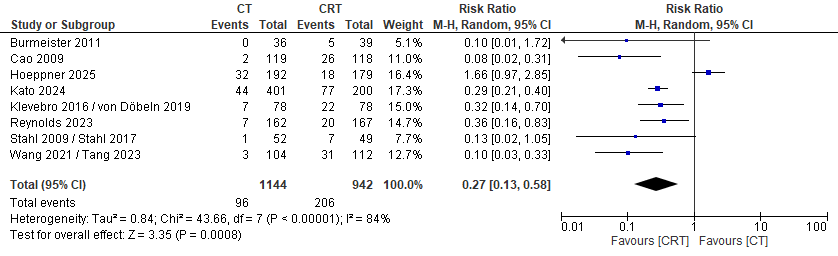 CT CRT Risk Ratio Risk Ratio
Study or Subgroup Events Total Events Total Weight M-H, Random, 95% CI M-H, Random, 95% CI
Burmeister 2011 0 36 5 39 5.1% 0.10 [0.01, 1.72]
Cao 2009 2 119 26 118 11.0% 0.08 [0.02, 0.31]
Hoeppner 2025 32 192 18 179 16.4% 1.66 [0.97, 2.85]
Kato 2024 44 401 77 200 17.3% 0.29 [0.21, 0.40]
Klevebro 2016 / von Döbeln 2019 7 78 22 78 15.0% 0.32 [0.14, 0.70]
Reynolds 2023 7 162 20 167 14.9% 0.36 [0.16, 0.83]
Stahl 2009 / Stahl 2017 1 52 7 49 7.6% 0.13 [0.02, 1.05]
Wang 2021 / Tang 2023 3 104 31 112 12.7% 0.10 [0.03, 0.33]
Total (95% CI) 1144 942 100.0% 0.27 [0.13, 0.58]
Total events 96 206
Heterogeneity: Tau² = 0.84; Chi² = 43.66, df = 7 (P < 0.00001); I² = 84%
Test for overall effect: Z = 3.35 (P = 0.0008)
0.01 0.1 1 10 100
Favours [CRT] Favours [CT]